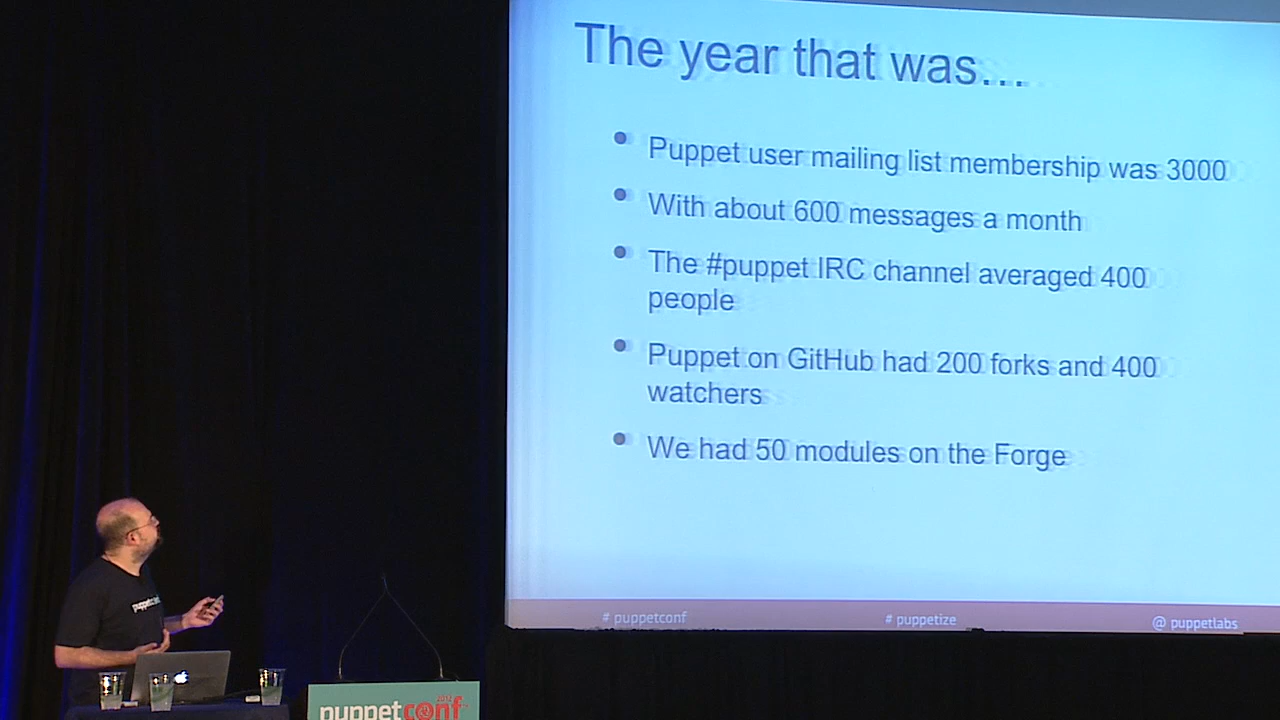 The year that was...
Puppet user mailing list membership was 3000
With about 600 messages a month
The #puppet IRC channel averaged 400
people
Puppet on GitHub had 200 forks and 400
watchers
We had 50 modules on the Forge
# puppetconf
# puppetize
@ puppetlabs
2012
puppetconf